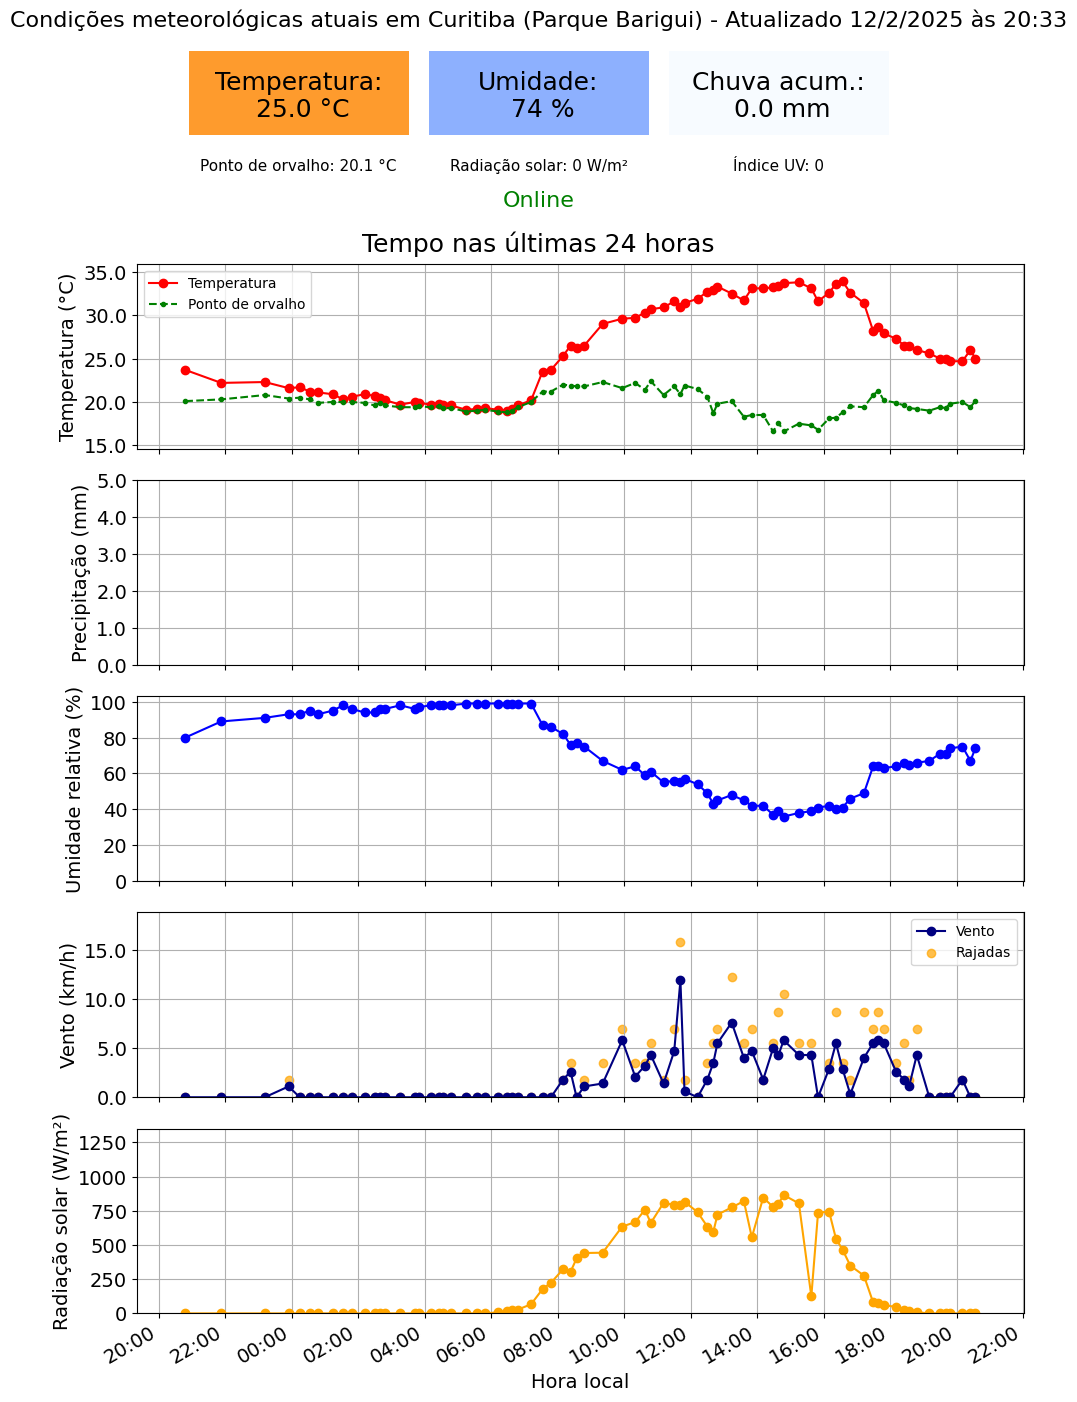 Condições meteorológicas atuais em Curitiba (Parque Barigui) - Atualizado 12/2/2025 às 20:33
Temperatura:
25.0 °C
Umidade:
74 %
Chuva acum.:
0.0 mm
Ponto de orvalho: 20.1 °C
Radiação solar: 0 W/m²
Índice UV: 0
Online
Tempo nas últimas 24 horas
Temperatura (°C)
35.0
30.0
25.0
20.0
15.0
Temperatura
Ponto de orvalho
Precipitação (mm)
5.0
4.0
3.0
2.0
1.0
0.0
Umidade relativa (%)
100
80
60
40
20
0
Vento (km/h)
15.0
10.0
5.0
0.0
Vento
Rajadas
Radiação solar (W/m²)
1250
1000
750
500
250
0
20:00
22:00
00:00
02:00
04:00
06:00
08:00
10:00
12:00
14:00
16:00
18:00
20:00
22:00
Hora local